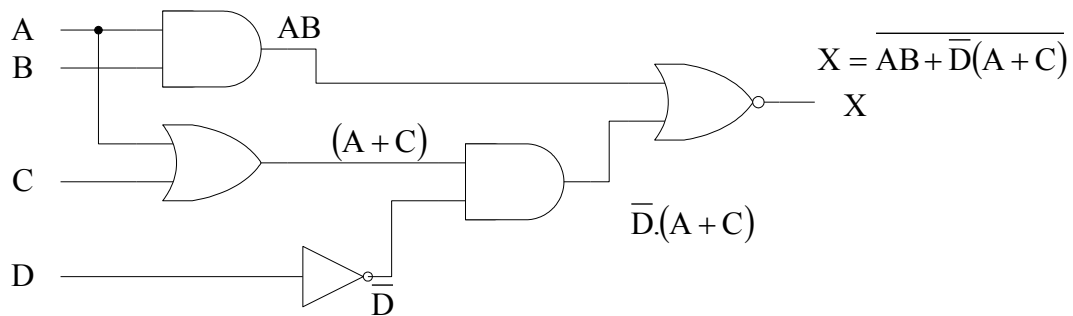 A
B
AB
X = \overline{AB + \overline{D}(A + C)}
X
(A + C)
C
\overline{D}.(A + C)
D
\overline{D}